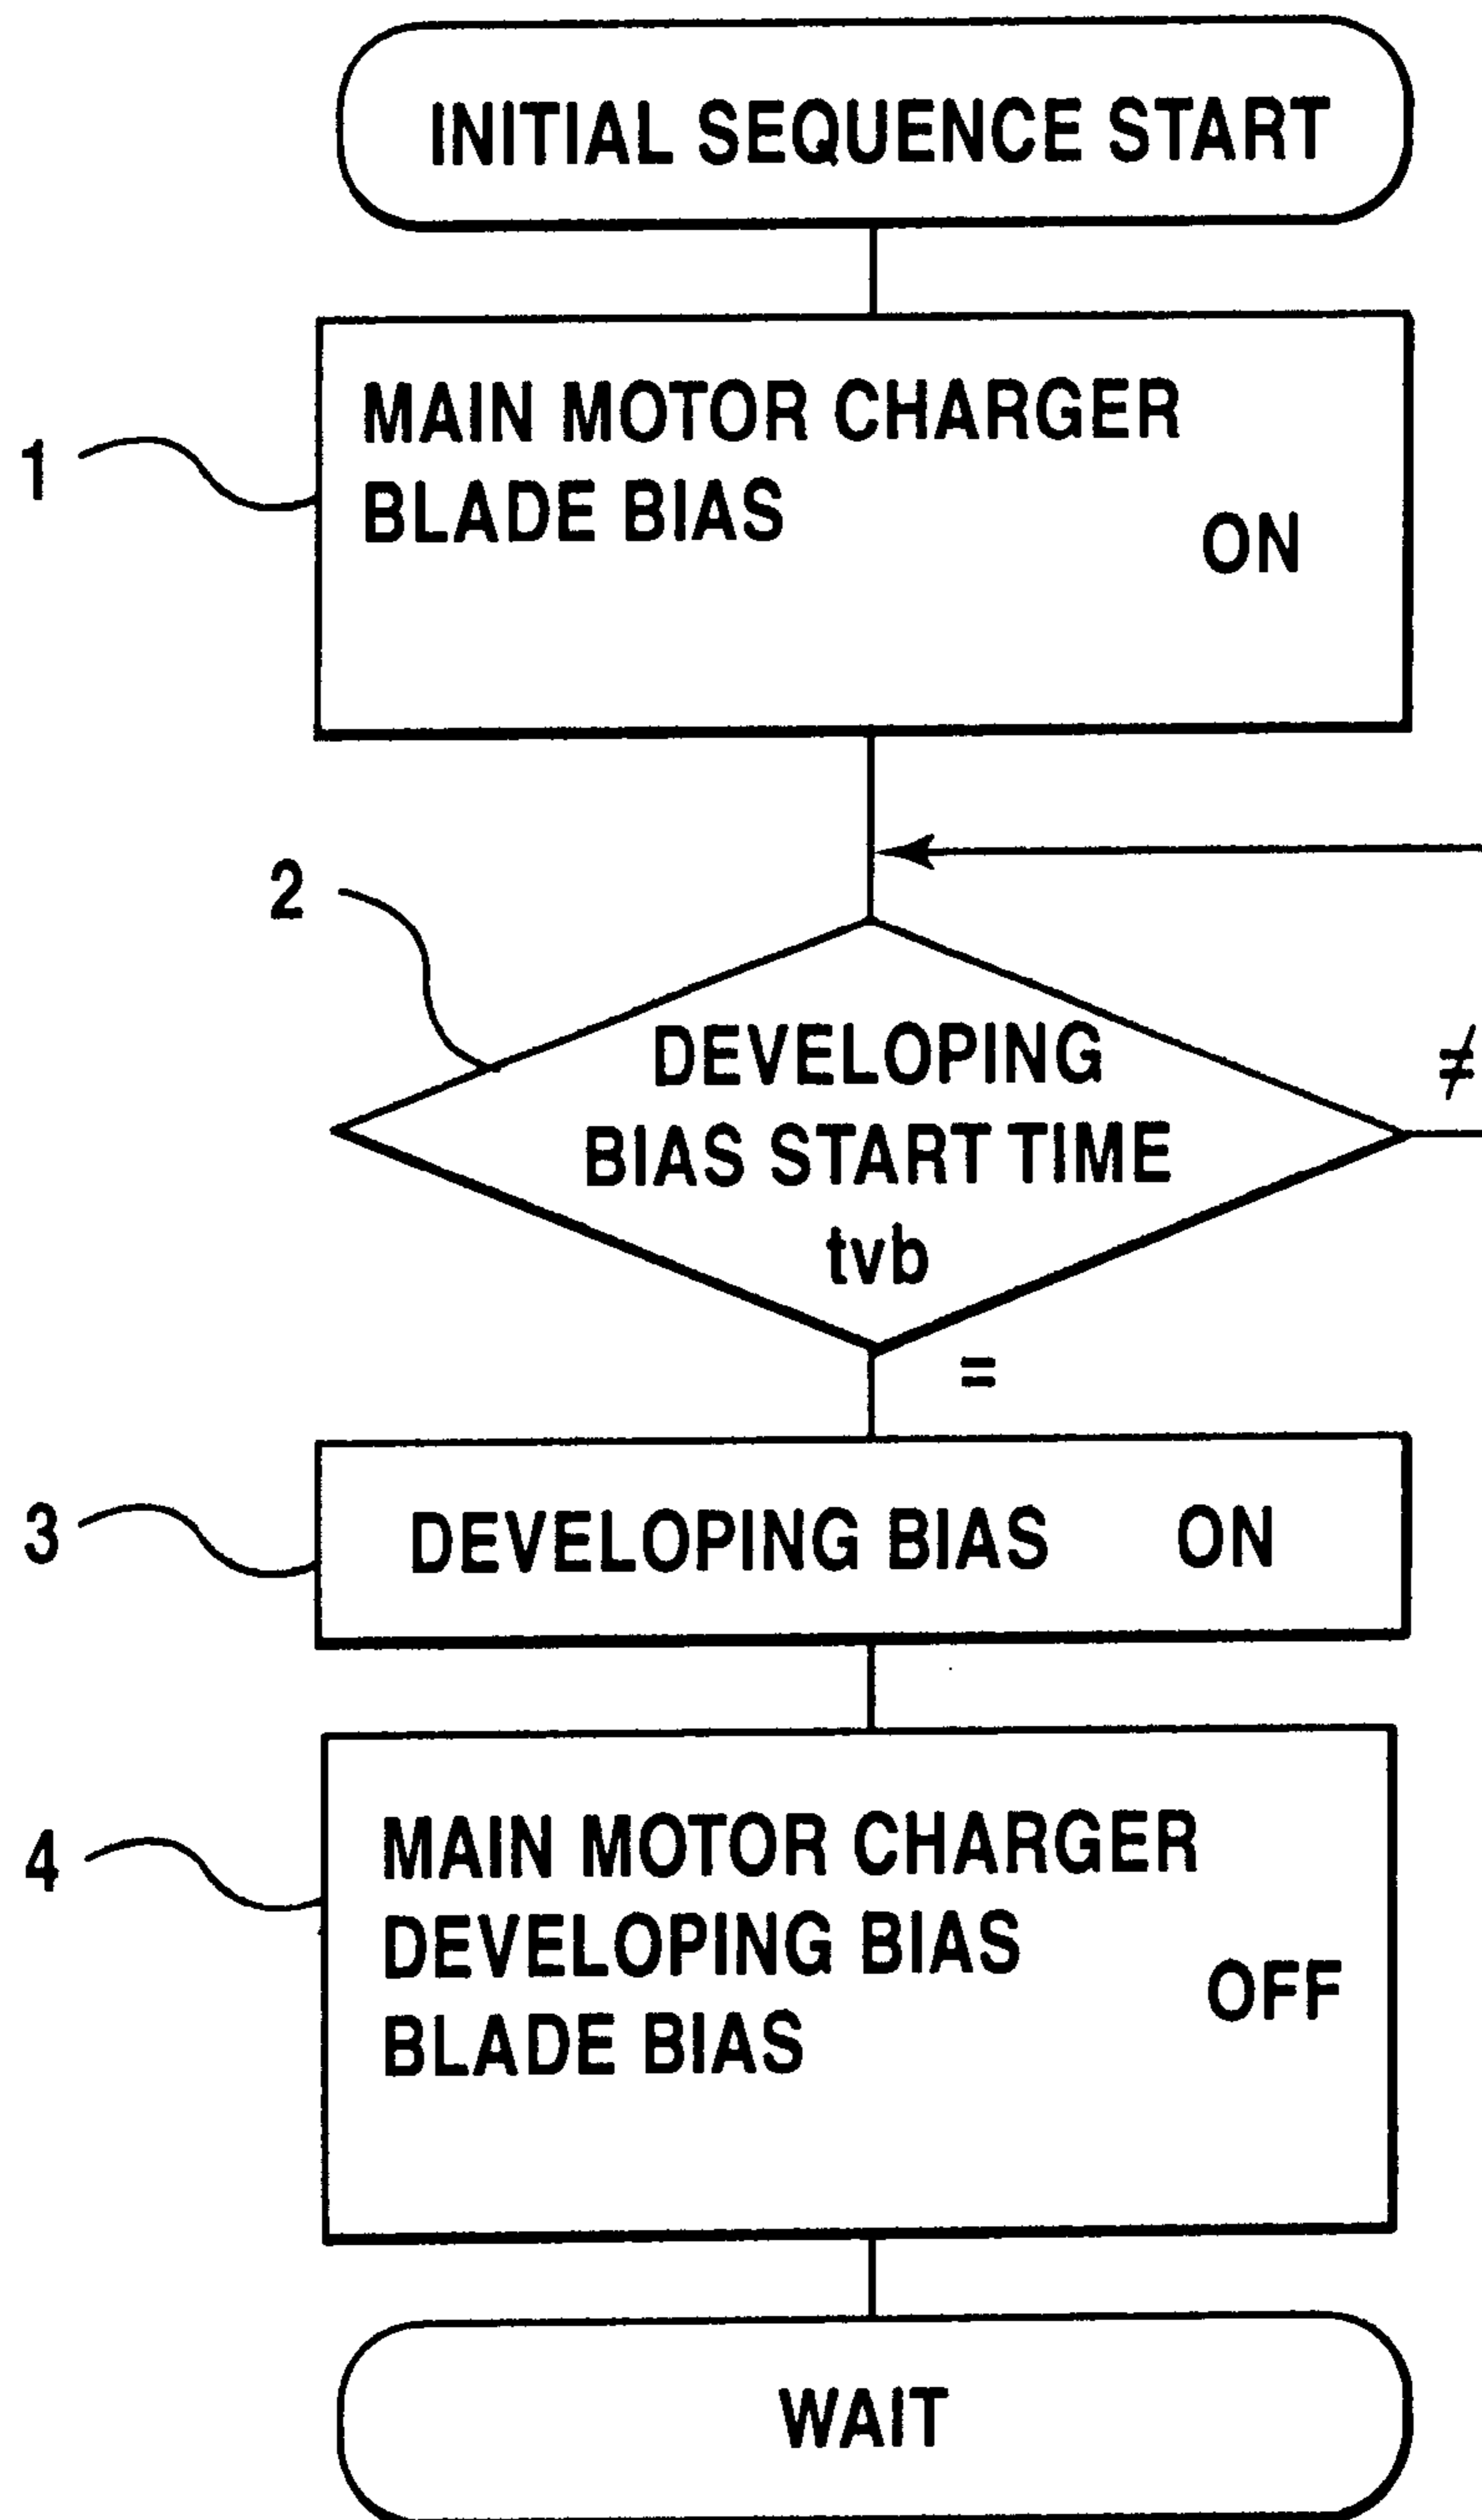 INITIAL SEQUENCE START
1
MAIN MOTOR CHARGER
BLADE BIAS
ON
2
DEVELOPING
BIAS START TIME
tvb
≠
=
3
DEVELOPING BIAS ON
4
MAIN MOTOR CHARGER
DEVELOPING BIAS
BLADE BIAS
OFF
WAIT